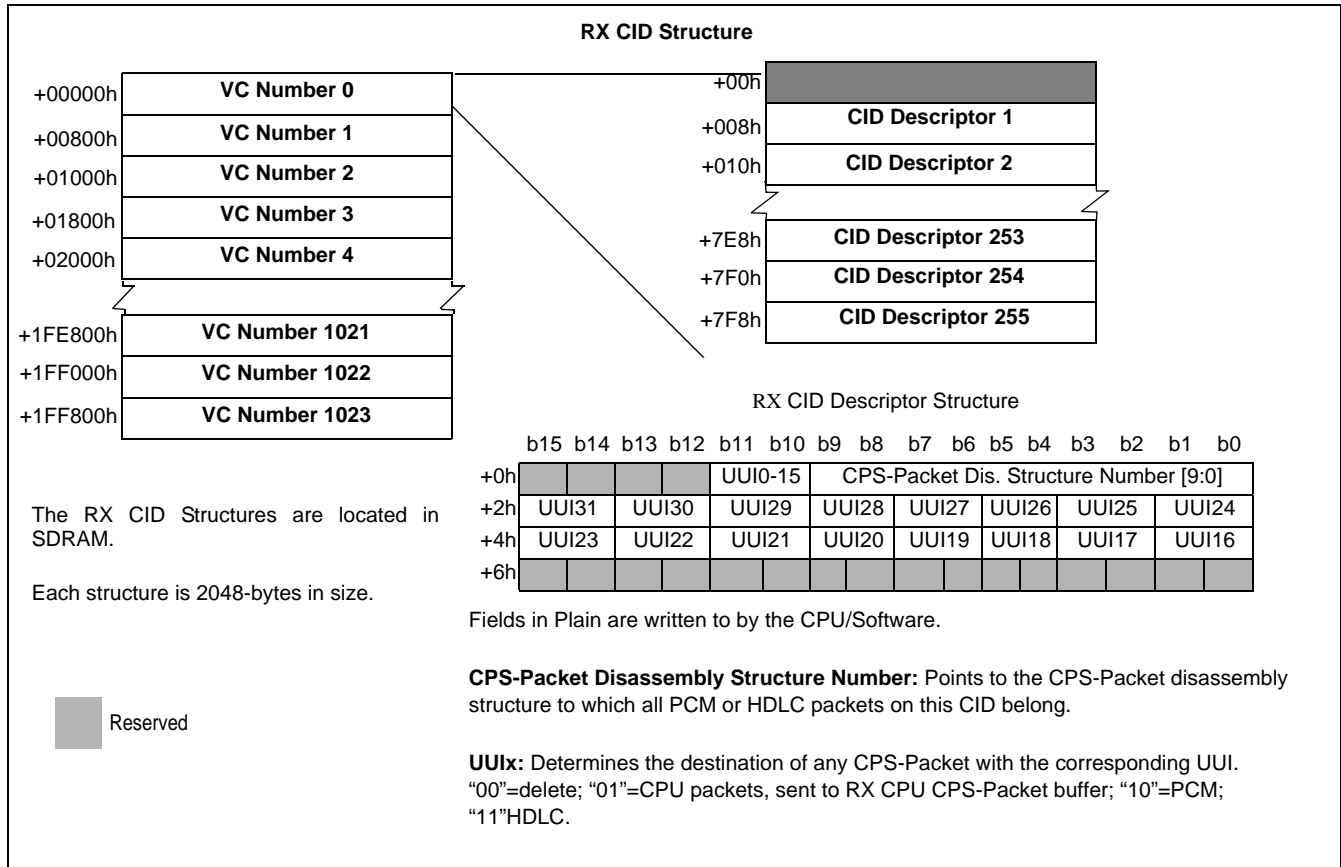 RX CID Structure
+00000h VC Number 0
+00800h VC Number 1
+01000h VC Number 2
+01800h VC Number 3
+02000h VC Number 4
+1FE800h VC Number 1021
+1FF000h VC Number 1022
+1FF800h VC Number 1023
+00h
+008h CID Descriptor 1
+010h CID Descriptor 2
+7E8h CID Descriptor 253
+7F0h CID Descriptor 254
+7F8h CID Descriptor 255
The RX CID Structures are located in
SDRAM.
Each structure is 2048-bytes in size.
Reserved
RX CID Descriptor Structure
b15 b14 b13 b12 b11 b10 b9 b8 b7 b6 b5 b4 b3 b2 b1 b0
+0h UUI0-15 CPS-Packet Dis. Structure Number [9:0]
+2h UUI31 UUI30 UUI29 UUI28 UUI27 UUI26 UUI25 UUI24
+4h UUI23 UUI22 UUI21 UUI20 UUI19 UUI18 UUI17 UUI16
+6h
Fields in Plain are written to by the CPU/Software.
CPS-Packet Disassembly Structure Number: Points to the CPS-Packet disassembly
structure to which all PCM or HDLC packets on this CID belong.
UUIx: Determines the destination of any CPS-Packet with the corresponding UUI.
“00”=delete; “01”=CPU packets, sent to RX CPU CPS-Packet buffer; “10”=PCM;
“11”HDLC.